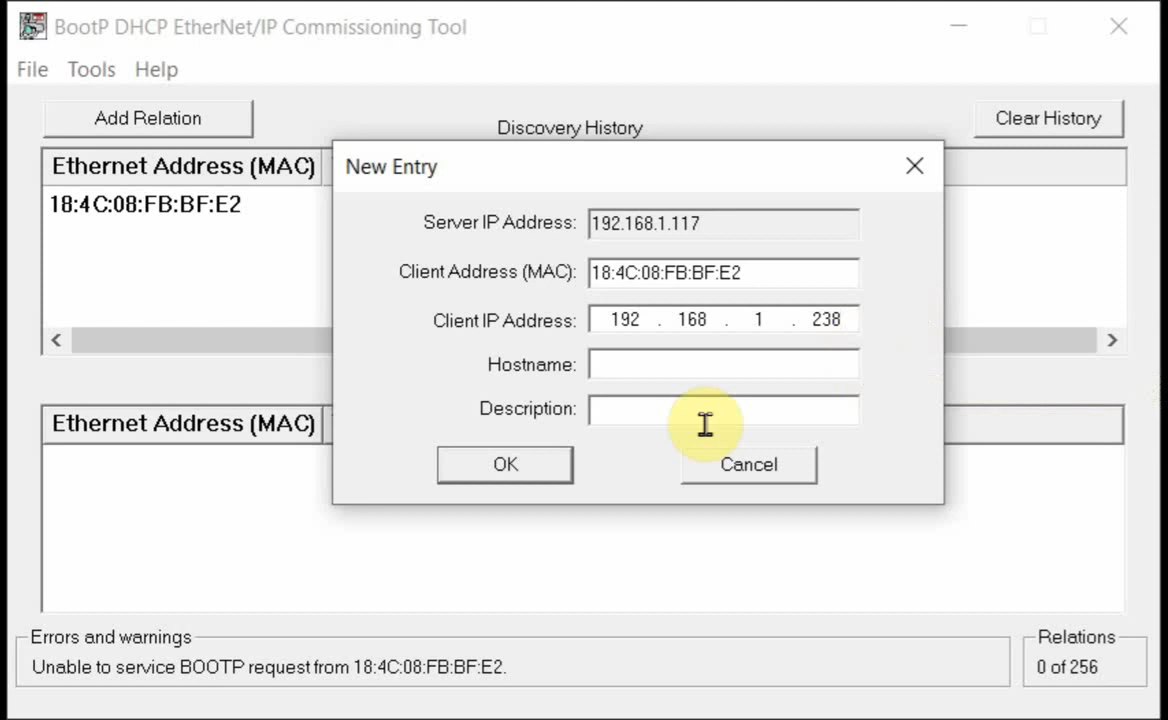 BootP DHCP EtherNet/IP Commissioning Tool
File Tools Help
Add Relation
Discovery History
Clear History
Ethernet Address (MAC)
18:4C:08:FB:BF:E2
New Entry
Server IP Address: 192.168.1.117
Client Address (MAC): 18:4C:08:FB:BF:E2
Client IP Address: 192 . 168 . 1 . 238
Hostname:
Description:
OK Cancel
Ethernet Address (MAC)
Errors and warnings
Unable to service BOOTP request from 18:4C:08:FB:BF:E2.
Relations
0 of 256